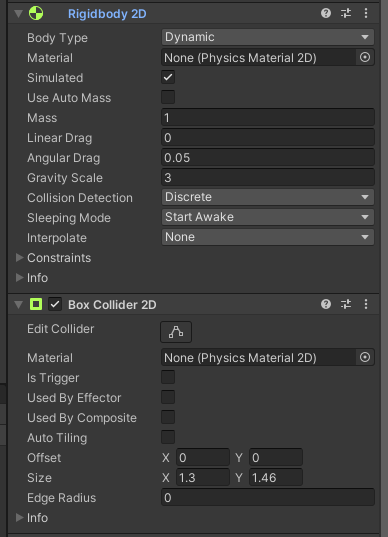 Rigidbody 2D
Body Type Dynamic
Material None (Physics Material 2D)
Simulated
Use Auto Mass
Mass 1
Linear Drag 0
Angular Drag 0.05
Gravity Scale 3
Collision Detection Discrete
Sleeping Mode Start Awake
Interpolate None
Constraints
Info
Box Collider 2D
Edit Collider
Material None (Physics Material 2D)
Is Trigger
Used By Effector
Used By Composite
Auto Tiling
Offset X 0 Y 0
Size X 1.3 Y 1.46
Edge Radius 0
Info